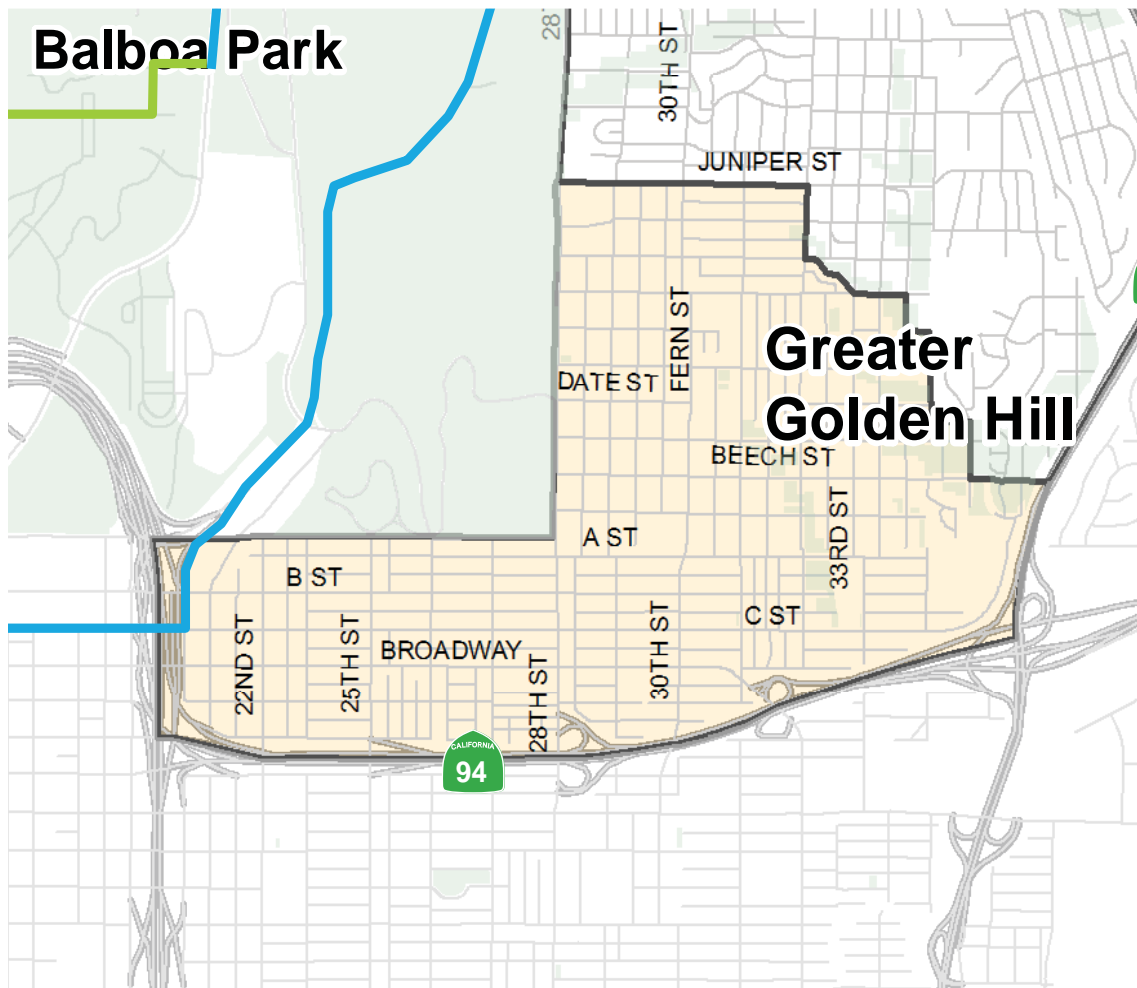 Balboa Park
28
30TH ST
JUNIPER ST
FERN ST
Greater
Golden Hill
DATE ST
BEECH ST
33RD ST
A ST
B ST
C ST
22ND ST
25TH ST
BROADWAY
28TH ST
30TH ST
CALIFORNIA
94